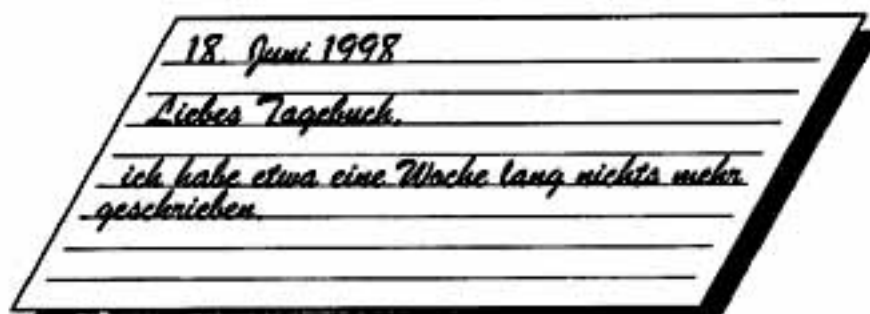 18. Juni 1998
Liebes Tagebuch,
ich habe etwa eine Woche lang nichts mehr
geschrieben.